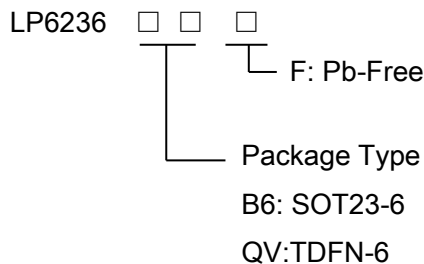 LP6236 □ □ □
F: Pb-Free
Package Type
B6: SOT23-6
QV:TDFN-6